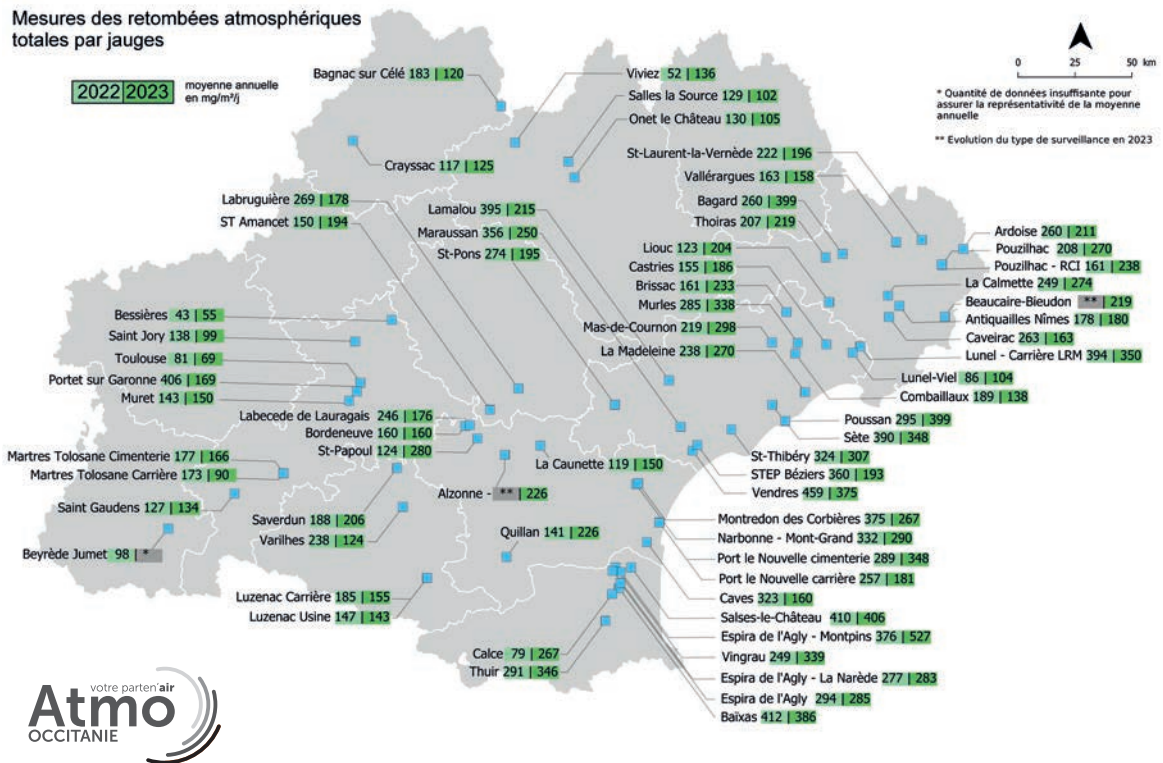 Mesures des retombées atmosphériques
totales par jauges
2022 | 2023 moyenne annuelle
en mg/m²/j
0 25 50 km
* Quantité de données insuffisante pour
assurer la représentativité de la moyenne
annuelle
** Evolution du type de surveillance en 2023
Bagnac sur Célé 183 | 120
Crayssac 117 | 125
Viviez 52 | 136
Salles la Source 129 | 102
Onet le Château 130 | 105
St-Laurent-la-Vernède 222 | 196
Vallérargues 163 | 158
Bagard 260 | 399
Thoiras 207 | 219
Labruguière 269 | 178
ST Amancet 150 | 194
Lamalou 395 | 215
Maraussan 356 | 250
St-Pons 274 | 195
Liouc 123 | 204
Castries 155 | 186
Brissac 161 | 233
Murles 285 | 338
Mas-de-Cournon 219 | 298
La Madeleine 238 | 270
Ardoise 260 | 211
Pouzilhac 208 | 270
Pouzilhac - RCI 161 | 238
La Calmette 249 | 274
Beaucaire-Bieudon ** | 219
Antiquailles Nîmes 178 | 180
Caveirac 263 | 163
Lunel - Carrière LRM 394 | 350
Lunel-Viel 86 | 104
Combaillaux 189 | 138
Poussan 295 | 399
Sète 390 | 348
St-Thibéry 324 | 307
STEP Béziers 360 | 193
Vendres 459 | 375
Bessières 43 | 55
Saint Jory 138 | 99
Toulouse 81 | 69
Portet sur Garonne 406 | 169
Muret 143 | 150
Labecede de Lauragais 246 | 176
Bordeneuve 160 | 160
St-Papoul 124 | 280
Martres Tolosane Cimenterie 177 | 166
Martres Tolosane Carrière 173 | 90
Saint Gaudens 127 | 134
Beyrède Jumet 98 | *
La Caunette 119 | 150
Alzonne - ** | 226
Saverdun 188 | 206
Varilhes 238 | 124
Quillan 141 | 226
Luzenac Carrière 185 | 155
Luzenac Usine 147 | 143
Calce 79 | 267
Thuir 291 | 346
Montredon des Corbières 375 | 267
Narbonne - Mont-Grand 332 | 290
Port le Nouvelle cimenterie 289 | 348
Port le Nouvelle carrière 257 | 181
Caves 323 | 160
Salses-le-Château 410 | 406
Espira de l'Agly - Montpins 376 | 527
Vingrau 249 | 339
Espira de l'Agly - La Narède 277 | 283
Espira de l'Agly 294 | 285
Baixas 412 | 386
votre parten'air
Atmo
OCCITANIE